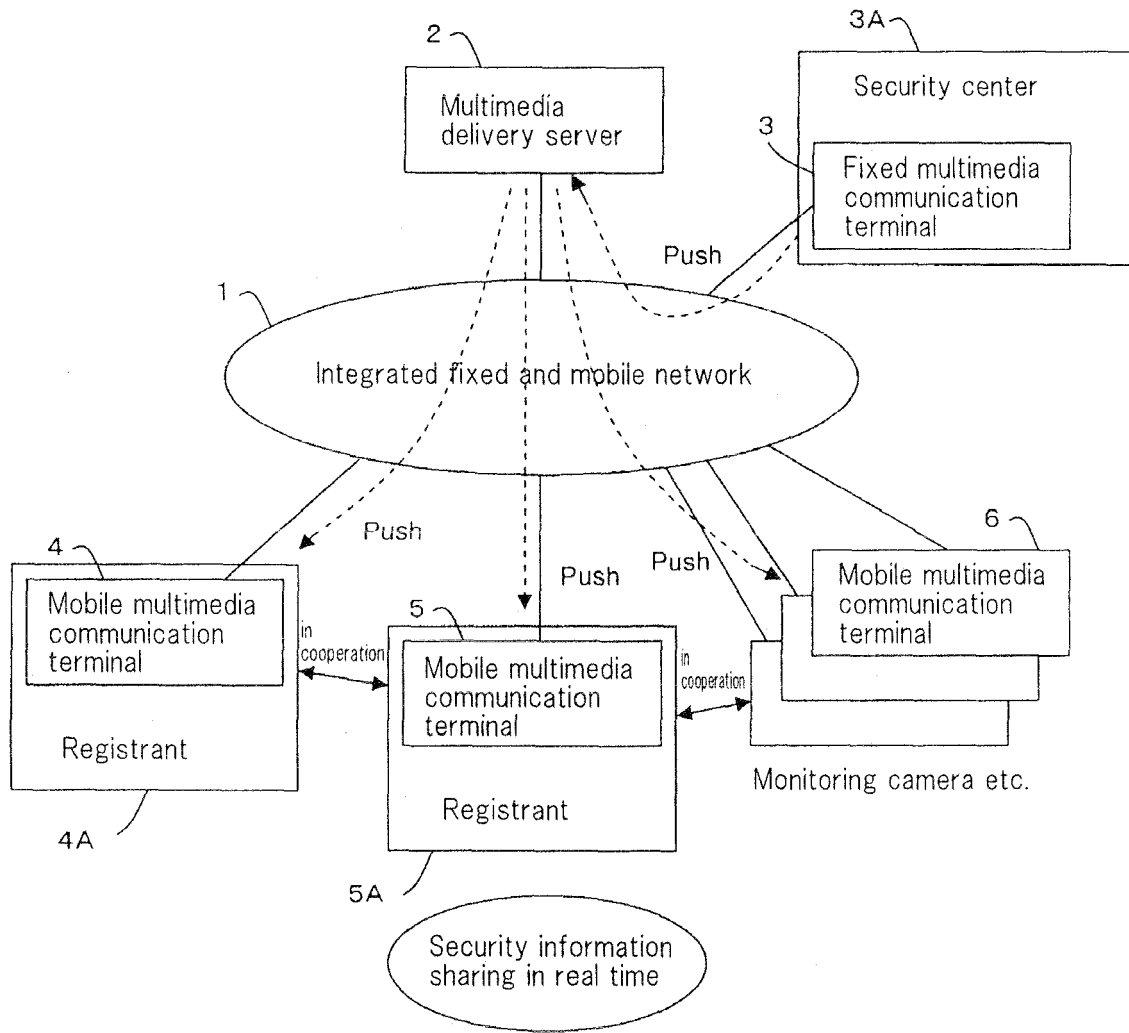 2
3A
Multimedia
delivery server
Security center
3
Fixed multimedia
communication
terminal
Push
1
Integrated fixed and mobile network
Push
Push
Push
4
Mobile multimedia
communication
terminal
Registrant
4A
in
cooperation
5
Mobile multimedia
communication
terminal
Registrant
5A
in
cooperation
6
Mobile multimedia
communication
terminal
Monitoring camera etc.
Security information
sharing in real time